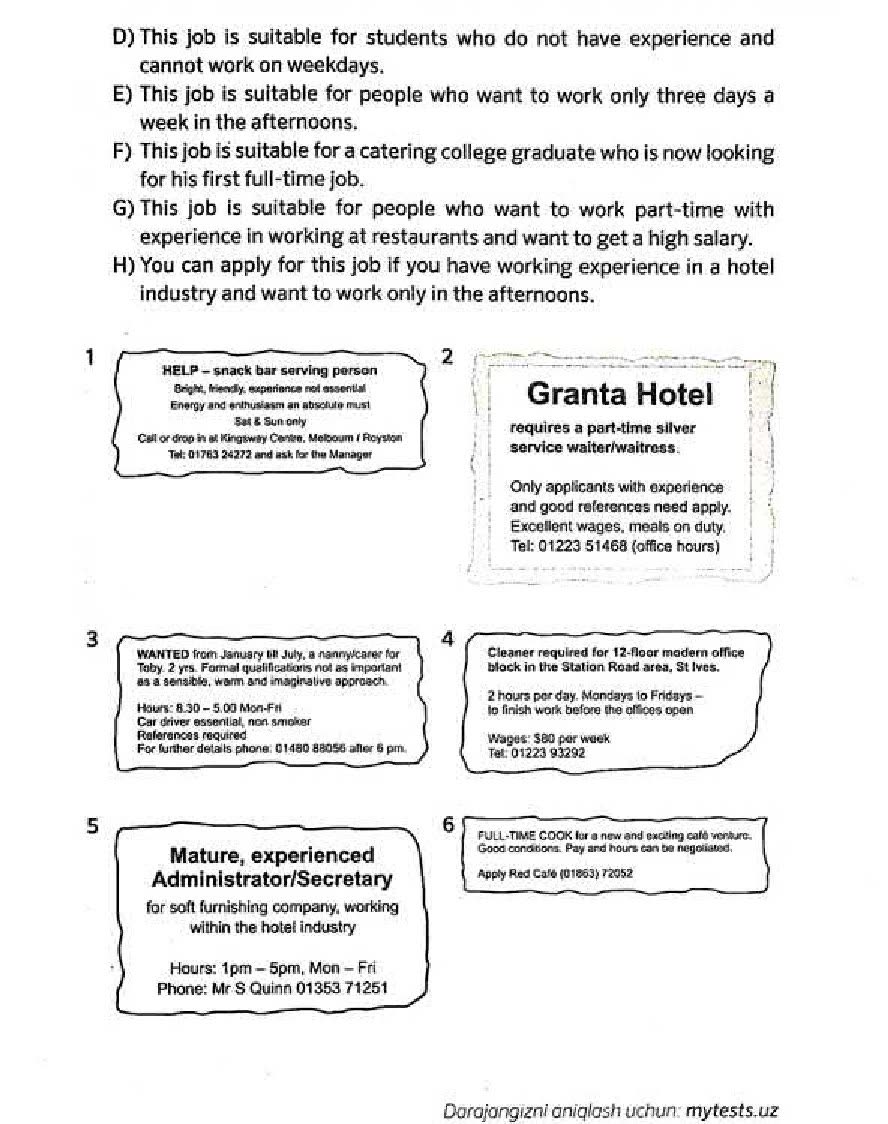 D) This job is suitable for students who do not have experience and
cannot work on weekdays.
E) This job is suitable for people who want to work only three days a
week in the afternoons.
F) This job is suitable for a catering college graduate who is now looking
for his first full-time job.
G) This job is suitable for people who want to work part-time with
experience in working at restaurants and want to get a high salary.
H) You can apply for this job if you have working experience in a hotel
industry and want to work only in the afternoons.
1
HELP – snack bar serving person
Bright, friendly, experience not essential
Energy and enthusiasm an absolute must
Sat & Sun only
Call or drop in at Kingsway Centre, Melbourn / Royston
Tel: 01763 24272 and ask for the Manager
2
Granta Hotel
requires a part-time silver
service waiter/waitress.
Only applicants with experience
and good references need apply.
Excellent wages, meals on duty.
Tel: 01223 51468 (office hours)
3
WANTED from January till July, a nanny/carer for
Toby, 2 yrs. Formal qualifications not as important
as a sensible, warm and imaginative approach.
Hours: 8.30 – 5.00 Mon-Fri
Car driver essential, non smoker
References required
For further details phone: 01480 88056 after 6 pm.
4
Cleaner required for 12-floor modern office
block in the Station Road area, St Ives.
2 hours per day, Mondays to Fridays –
to finish work before the offices open
Wages: $80 per week
Tel: 01223 93292
5
Mature, experienced
Administrator/Secretary
for soft furnishing company, working
within the hotel industry
Hours: 1pm – 5pm, Mon – Fri
Phone: Mr S Quinn 01353 71251
6
FULL-TIME COOK for a new and exciting café venture.
Good conditions. Pay and hours can be negotiated.
Apply Red Café (01863) 72052
Darajangizni aniqlash uchun: mytests.uz